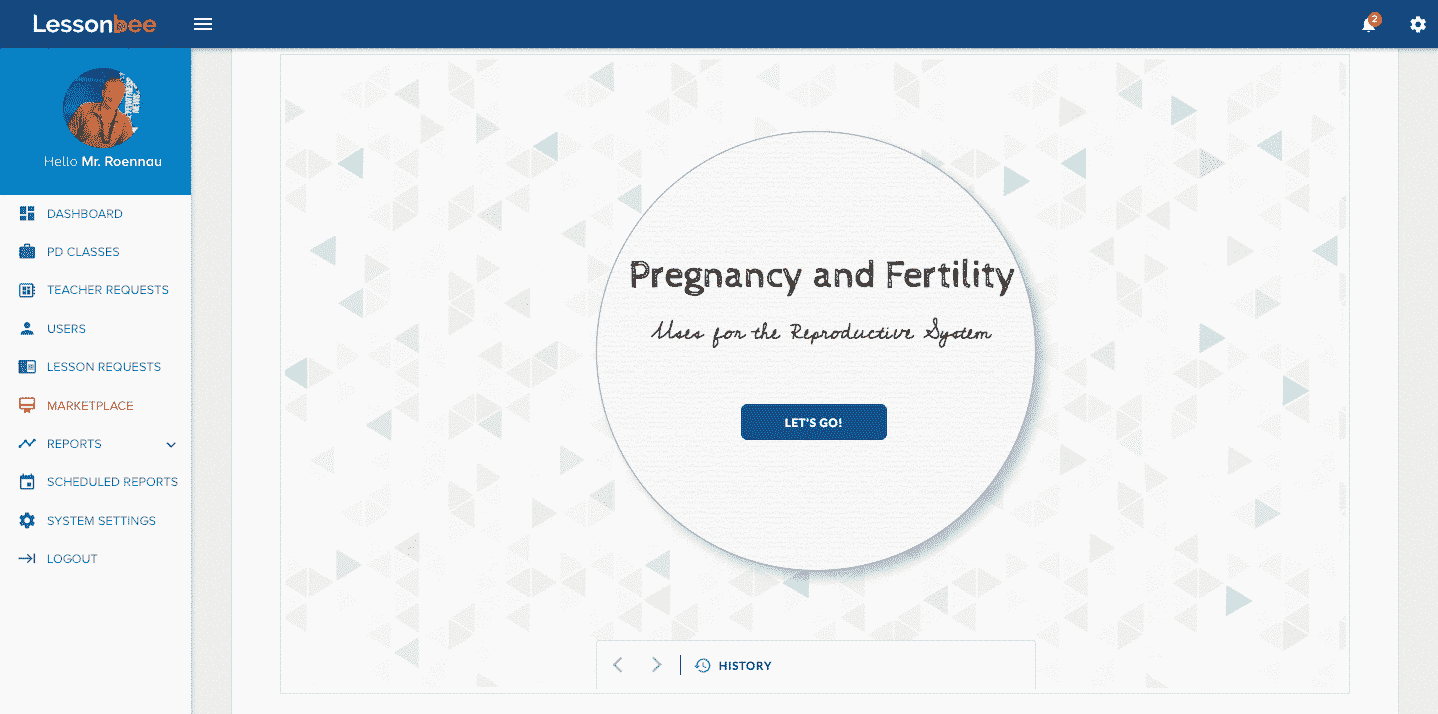 Lessonbee
2
Hello Mr. Roennau
DASHBOARD
PD CLASSES
TEACHER REQUESTS
USERS
LESSON REQUESTS
MARKETPLACE
REPORTS
SCHEDULED REPORTS
SYSTEM SETTINGS
LOGOUT
Pregnancy and Fertility
Uses for the Reproductive System
LET'S GO!
HISTORY